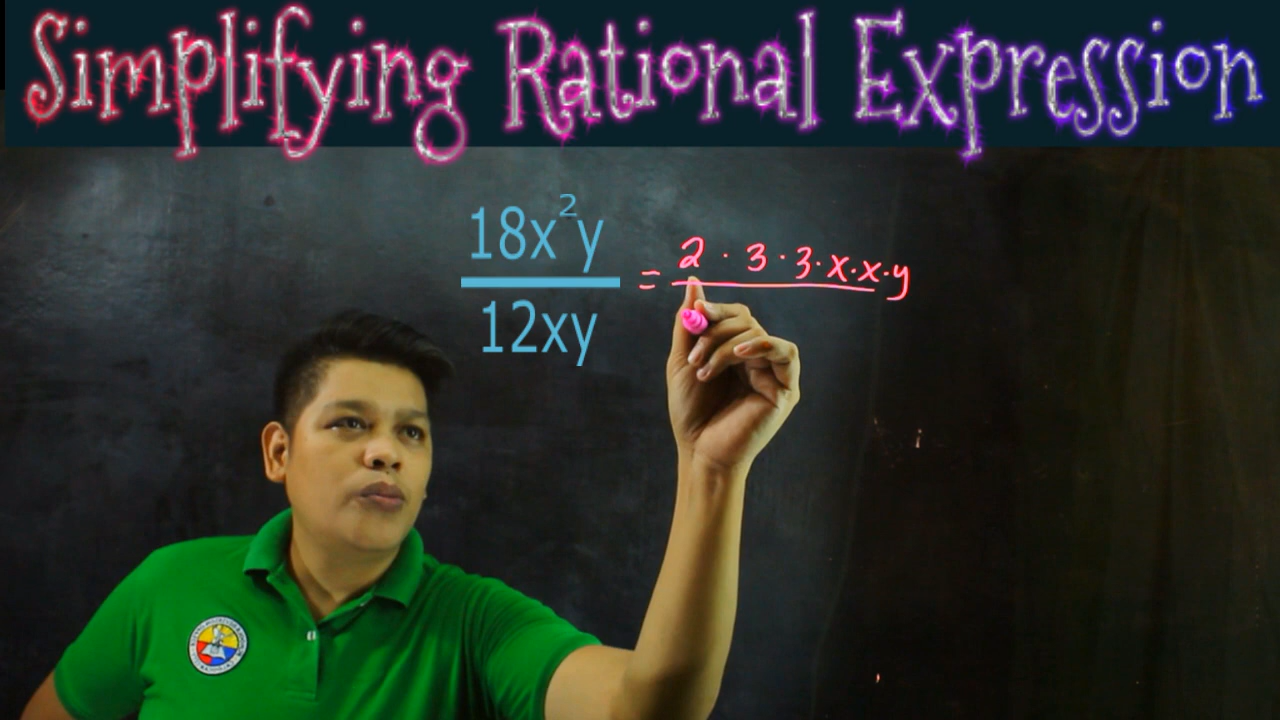 Simplifying Rational Expression
18x²y
12xy
= 2 · 3 · 3 · x · x · y